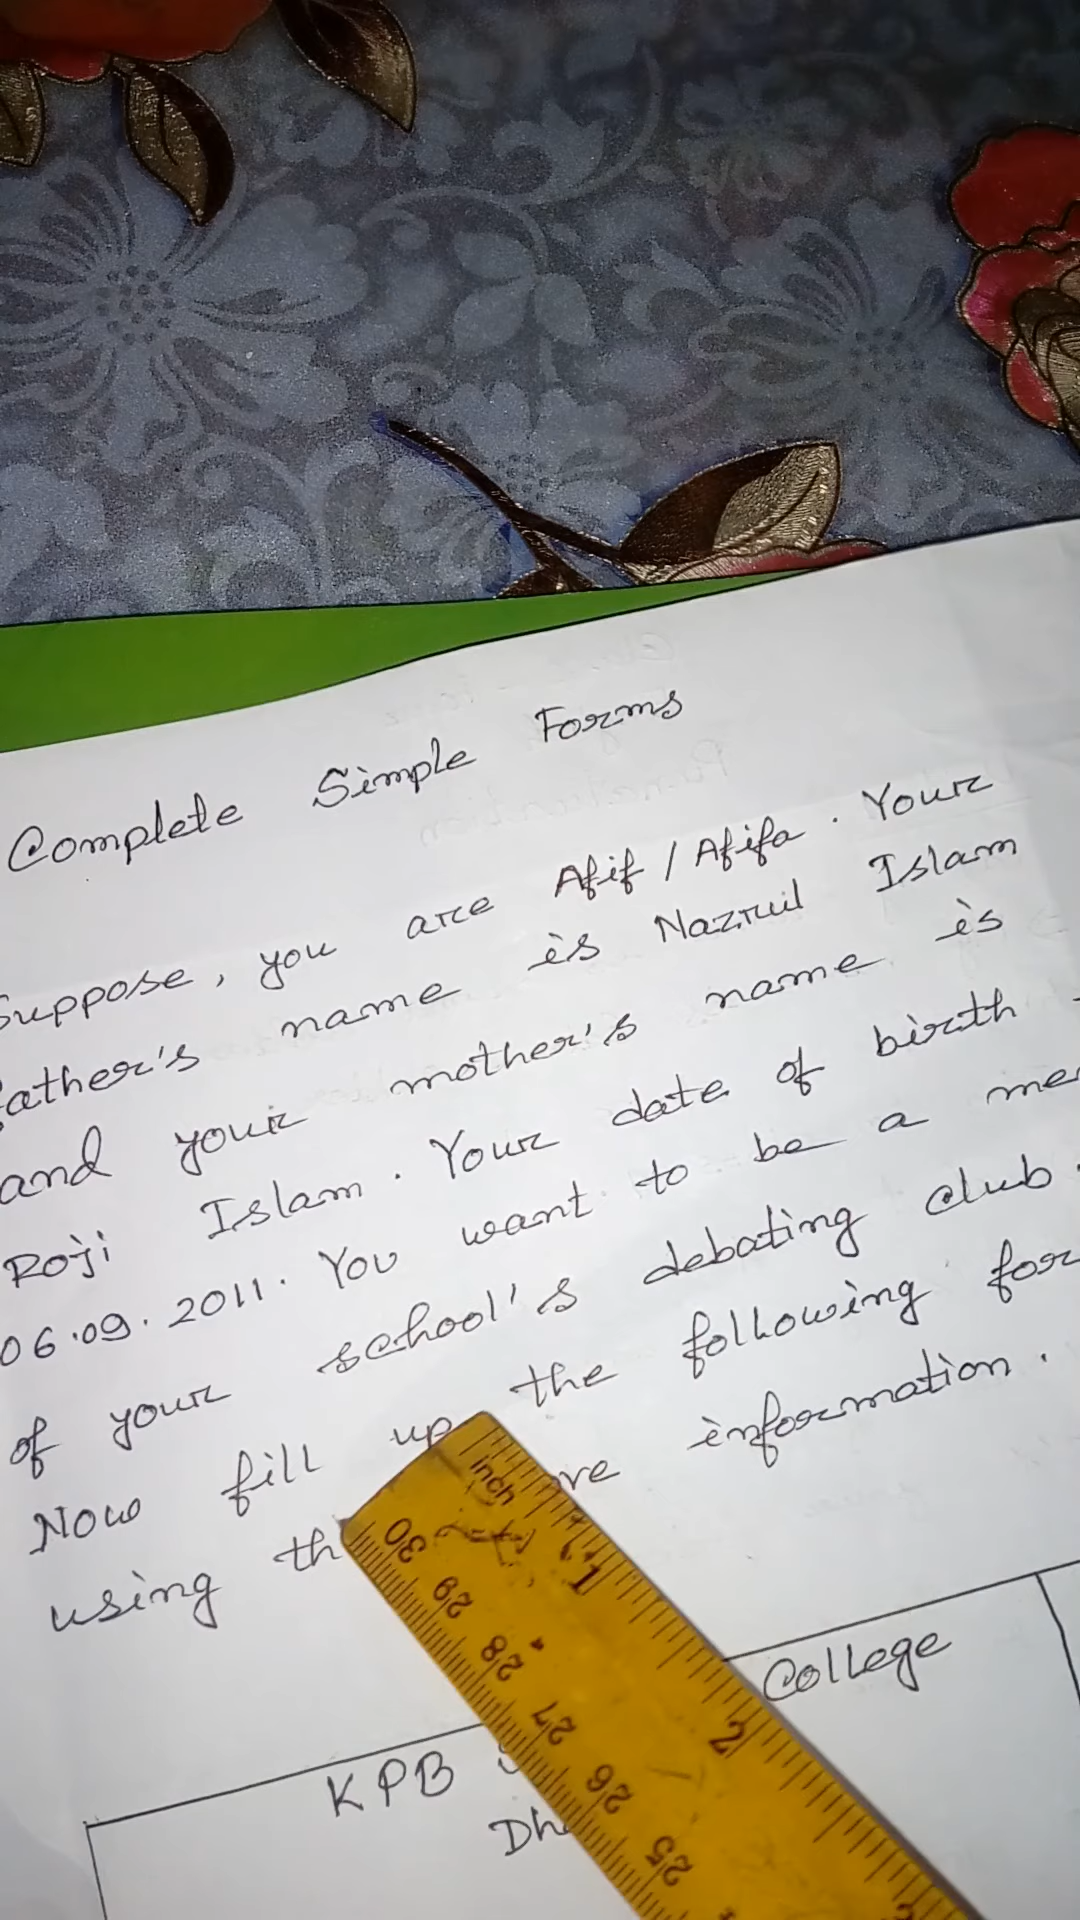 Complete Simple Forms
Suppose, you are Afif / Afifa. Your
father's name is Nazrul Islam
and your mother's name is
Roji Islam. Your date of birth
06.09.2011. You want to be a
of your school's debating club.
Now fill up the following
using information.
KPB College
inch
1
2
30
29
28
27
26
25